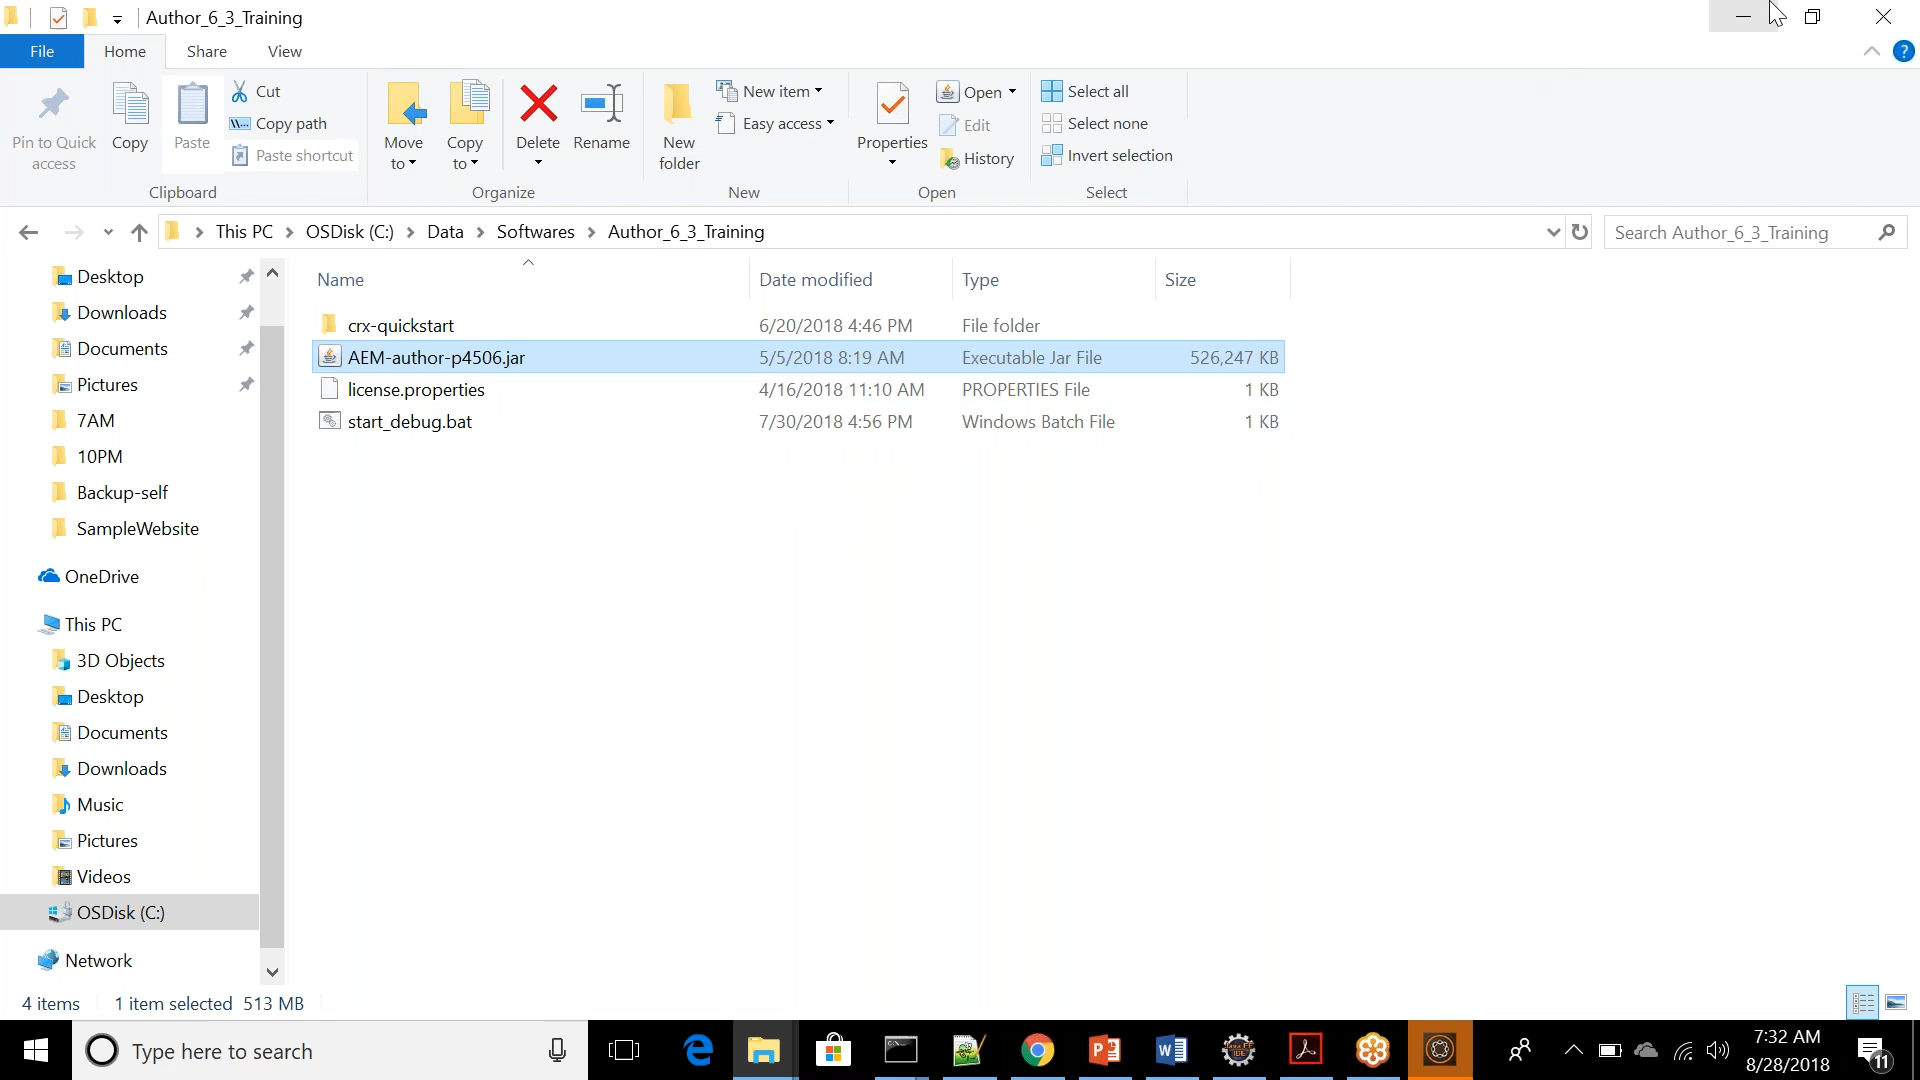 Author_6_3_Training
File Home Share View
Pin to Quick access
Copy
Paste
Cut
Copy path
Paste shortcut
Clipboard
Move to
Copy to
Delete
Rename
Organize
New folder
New item
Easy access
New
Properties
Open
Edit
History
Open
Select all
Select none
Invert selection
Select
This PC OSDisk (C:) Data Softwares Author_6_3_Training
Search Author_6_3_Training
Desktop
Downloads
Documents
Pictures
7AM
10PM
Backup-self
SampleWebsite
OneDrive
This PC
3D Objects
Desktop
Documents
Downloads
Music
Pictures
Videos
OSDisk (C:)
Network
Name Date modified Type Size
crx-quickstart 6/20/2018 4:46 PM File folder
AEM-author-p4506.jar 5/5/2018 8:19 AM Executable Jar File 526,247 KB
license.properties 4/16/2018 11:10 AM PROPERTIES File 1 KB
start_debug.bat 7/30/2018 4:56 PM Windows Batch File 1 KB
4 items 1 item selected 513 MB
Type here to search
7:32 AM
8/28/2018
11